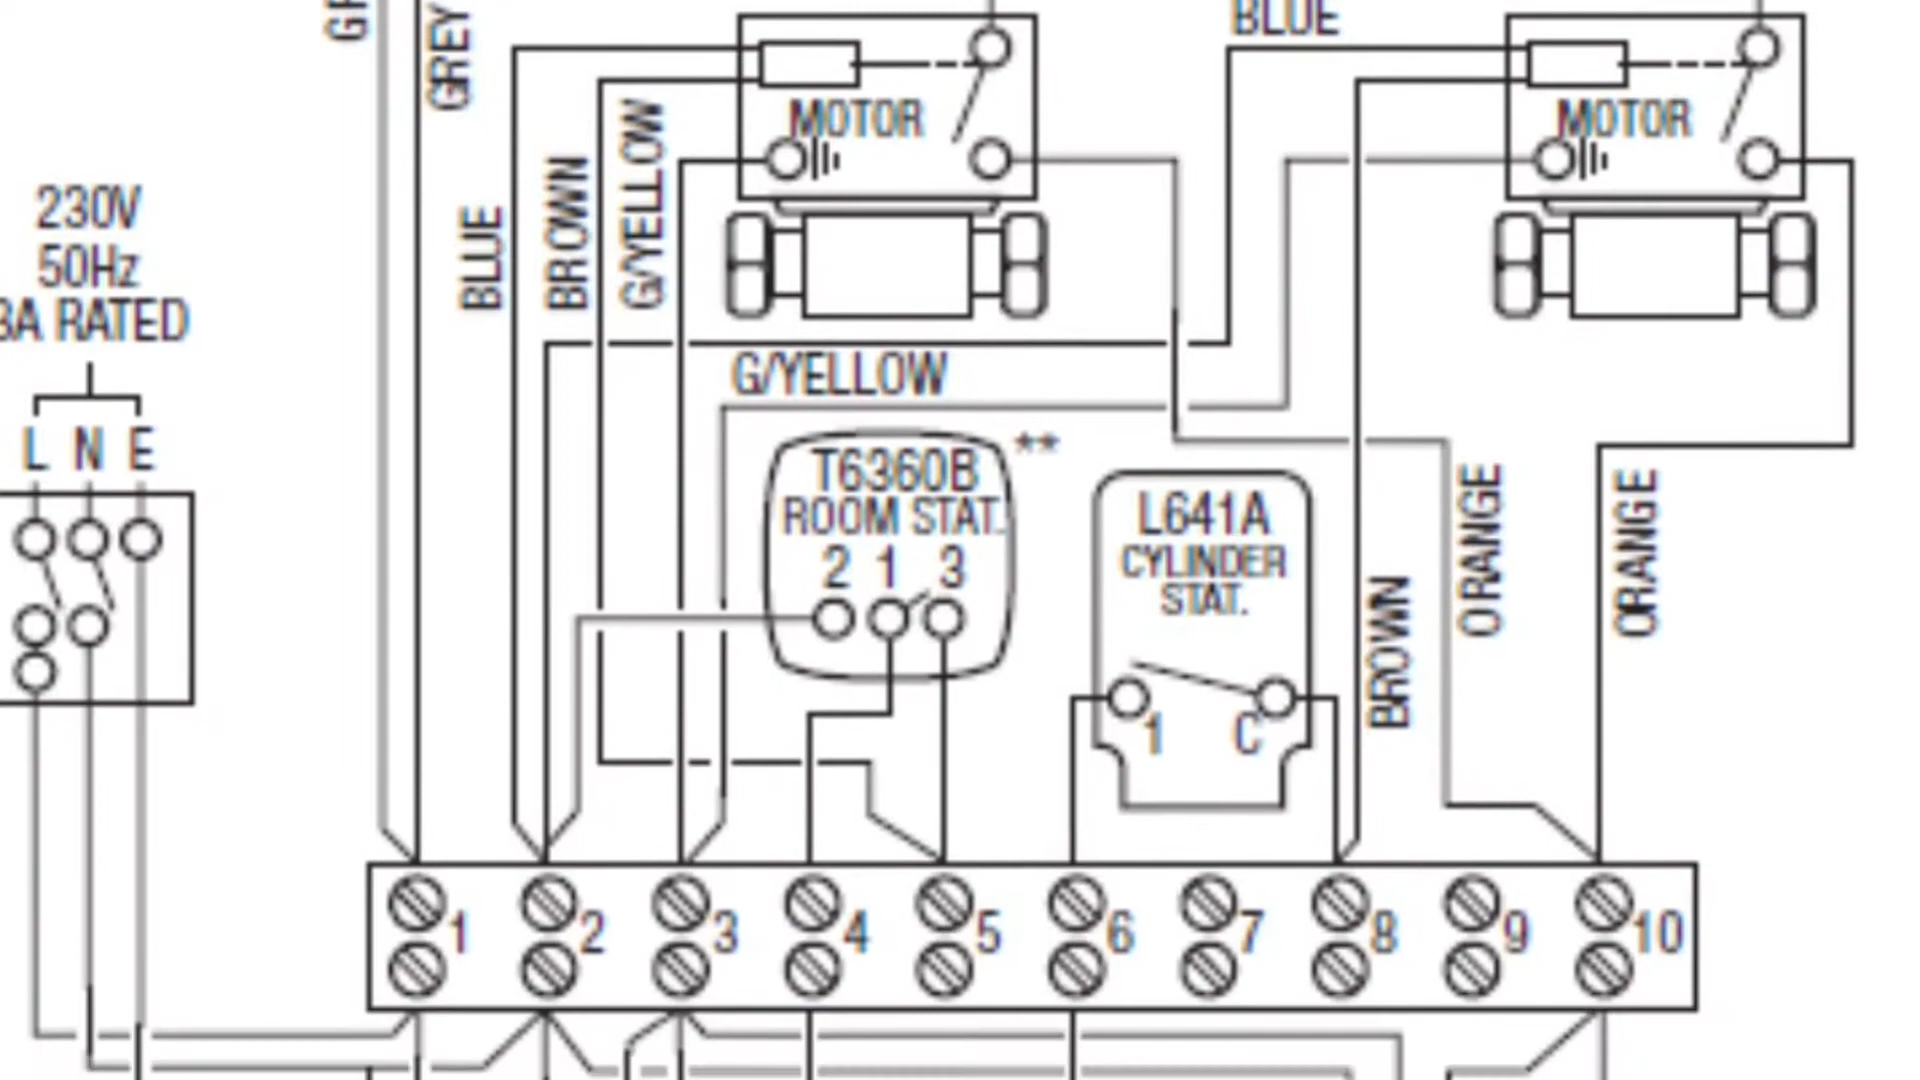 GREY
BLUE
MOTOR
MOTOR
BLUE
BROWN
G/YELLOW
230V
50Hz
3A RATED
L N E
G/YELLOW
**
T6360B
ROOM STAT.
2 1 3
L641A
CYLINDER
STAT.
1 C
BROWN
ORANGE
ORANGE
1 2 3 4 5 6 7 8 9 10